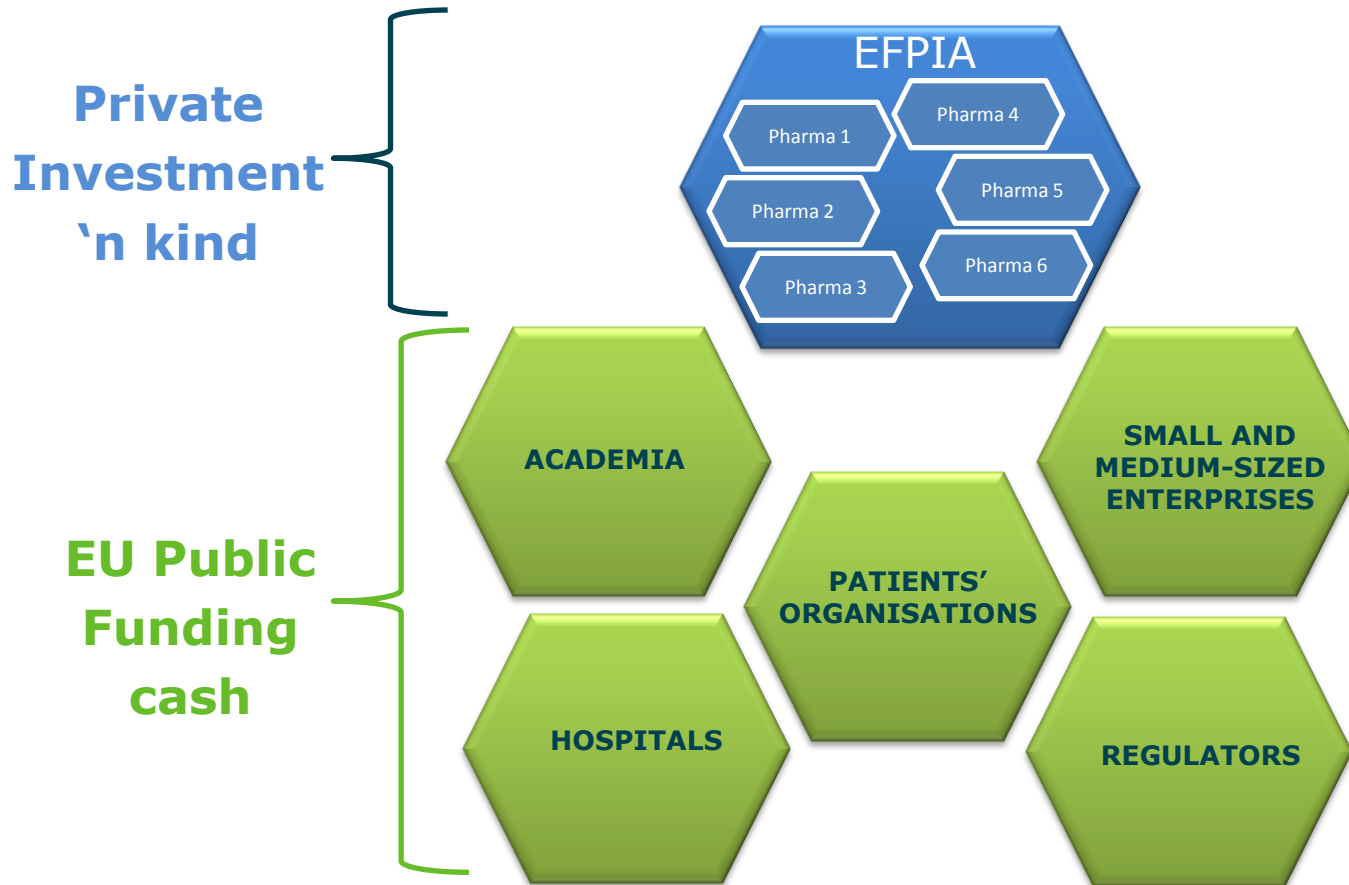 Private
Investment
‘n kind
EFPIA
Pharma 1
Pharma 2
Pharma 3
Pharma 4
Pharma 5
Pharma 6
EU Public
Funding
cash
ACADEMIA
SMALL AND
MEDIUM-SIZED
ENTERPRISES
PATIENTS’
ORGANISATIONS
HOSPITALS
REGULATORS